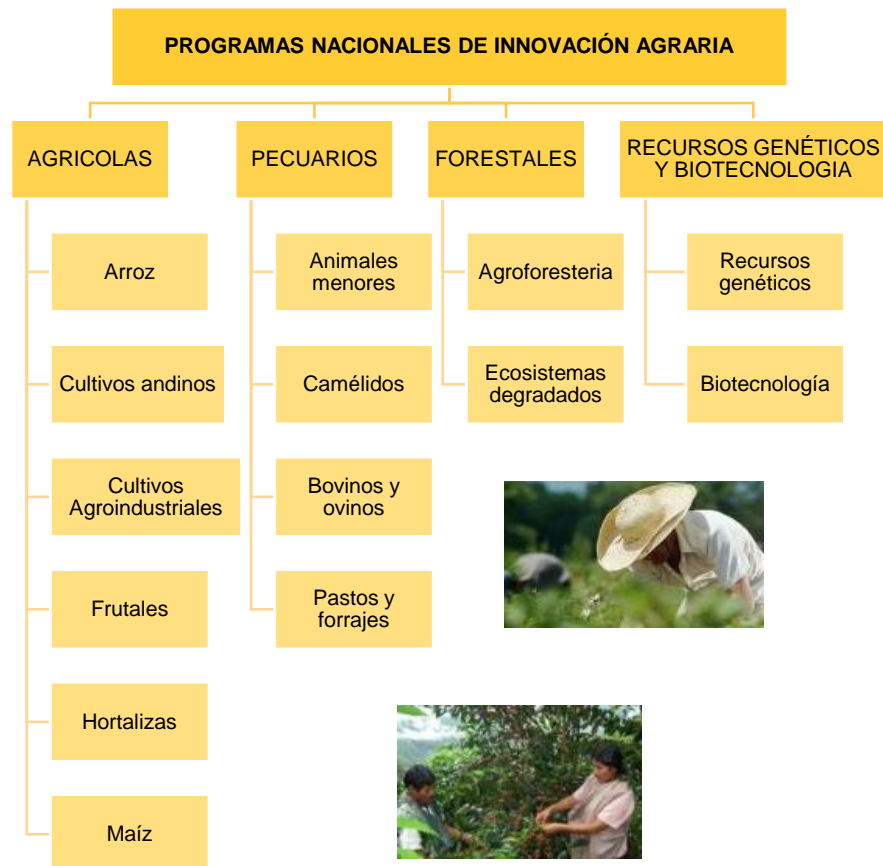 PROGRAMAS NACIONALES DE INNOVACIÓN AGRARIA
AGRICOLAS
Arroz
Cultivos andinos
Cultivos
Agroindustriales
Frutales
Hortalizas
Maíz
PECUARIOS
Animales
menores
Camélidos
Bovinos y
ovinos
Pastos y
forrajes
FORESTALES
Agroforesteria
Ecosistemas
degradados
RECURSOS GENÉTICOS
Y BIOTECNOLOGIA
Recursos
genéticos
Biotecnología